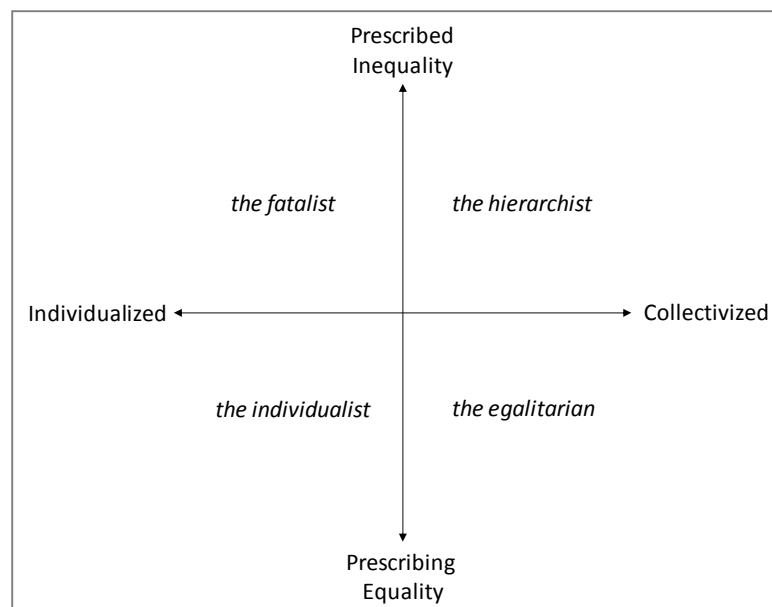 Prescribed
Inequality
the fatalist
the hierarchist
Individualized
Collectivized
the individualist
the egalitarian
Prescribing
Equality